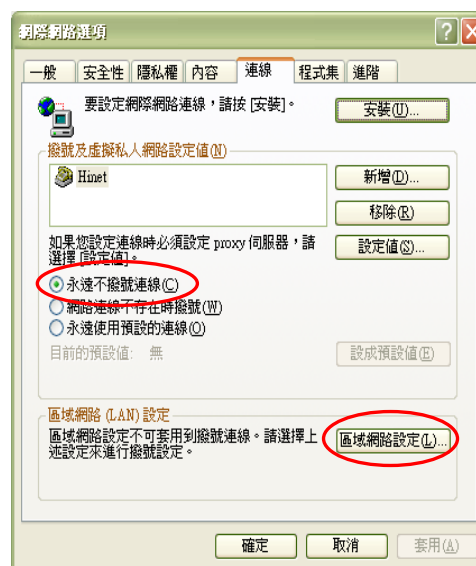 網際網路選項
一般 安全性 隱私權 內容 連線 程式集 進階
要設定網際網路連線，請按 [安裝]。
安裝(U)...
撥號及虛擬私人網路設定值(N)
Hinet
新增(D)...
移除(R)
如果您設定連線時必須設定 proxy 伺服器，請
選擇 [設定值]。
設定值(S)...
永遠不撥號連線(C)
網路連線不存在時撥號(W)
永遠使用預設的連線(O)
目前的預設值: 無
設成預設值(E)
區域網路 (LAN) 設定
區域網路設定不可套用到撥號連線。請選擇上
述設定來進行撥號設定。
區域網路設定(L)...
確定 取消 套用(A)